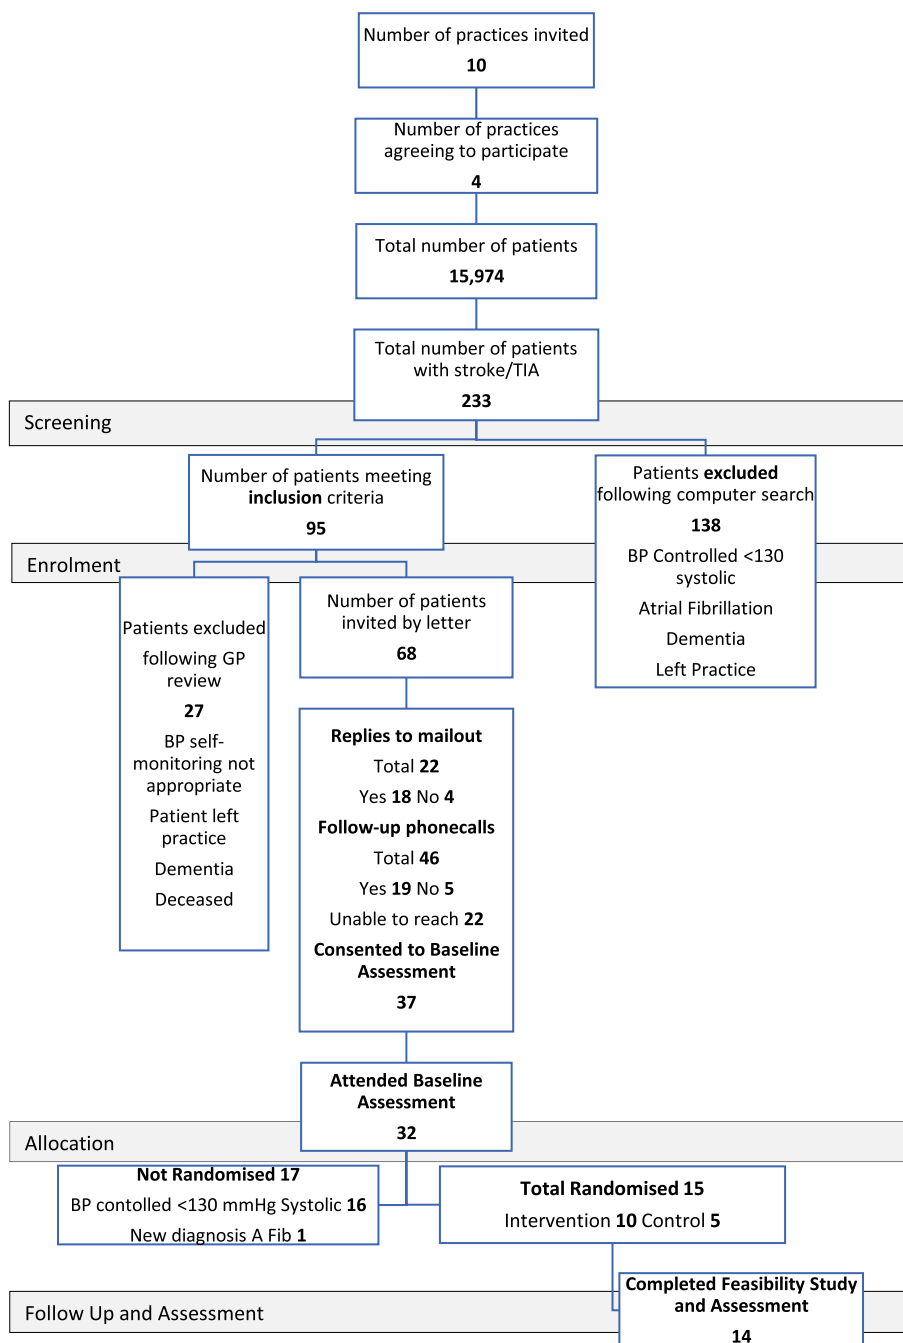 Number of practices invited
10
Number of practices
agreeing to participate
4
Total number of patients
15,974
Total number of patients
with stroke/TIA
233
Screening
Number of patients meeting
inclusion criteria
95
Patients excluded
following computer search
138
BP Controlled <130
systolic
Atrial Fibrillation
Dementia
Left Practice
Enrolment
Patients excluded
following GP
review
27
BP self-
monitoring not
appropriate
Patient left
practice
Dementia
Deceased
Number of patients
invited by letter
68
Replies to mailout
Total 22
Yes 18 No 4
Follow-up phonecalls
Total 46
Yes 19 No 5
Unable to reach 22
Consented to Baseline
Assessment
37
Attended Baseline
Assessment
32
Allocation
Not Randomised 17
BP contolled <130 mmHg Systolic 16
New diagnosis A Fib 1
Total Randomised 15
Intervention 10 Control 5
Follow Up and Assessment
Completed Feasibility Study
and Assessment
14